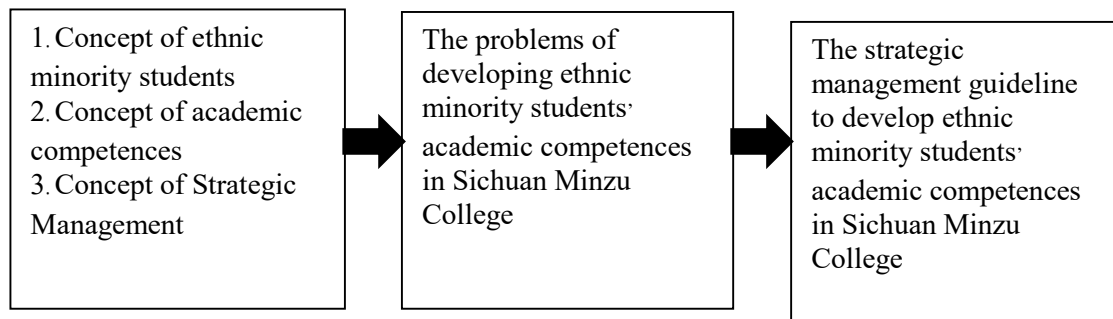 1. Concept of ethnic
minority students
2. Concept of academic
competences
3. Concept of Strategic
Management
The problems of
developing ethnic
minority students,
academic competences
in Sichuan Minzu
College
The strategic
management guideline
to develop ethnic
minority students,
academic competences
in Sichuan Minzu
College